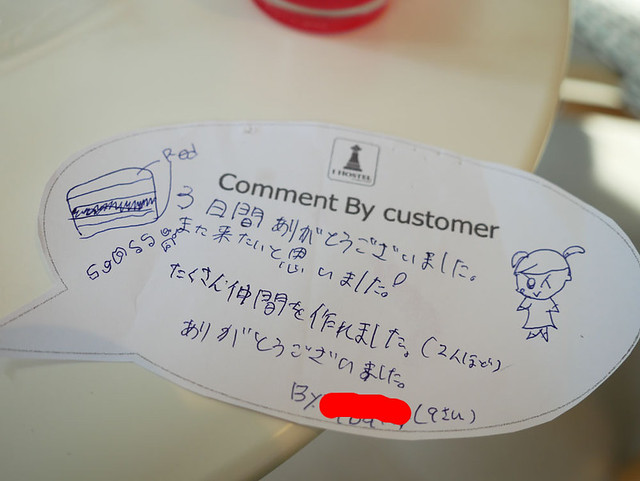 I HOSTEL
Comment By customer
Red
3日間ありがとうございました。
また来たいと思いました!
たくさん仲間を作れました。(2人ほど)
ありがとうございました。
By
(9さい)